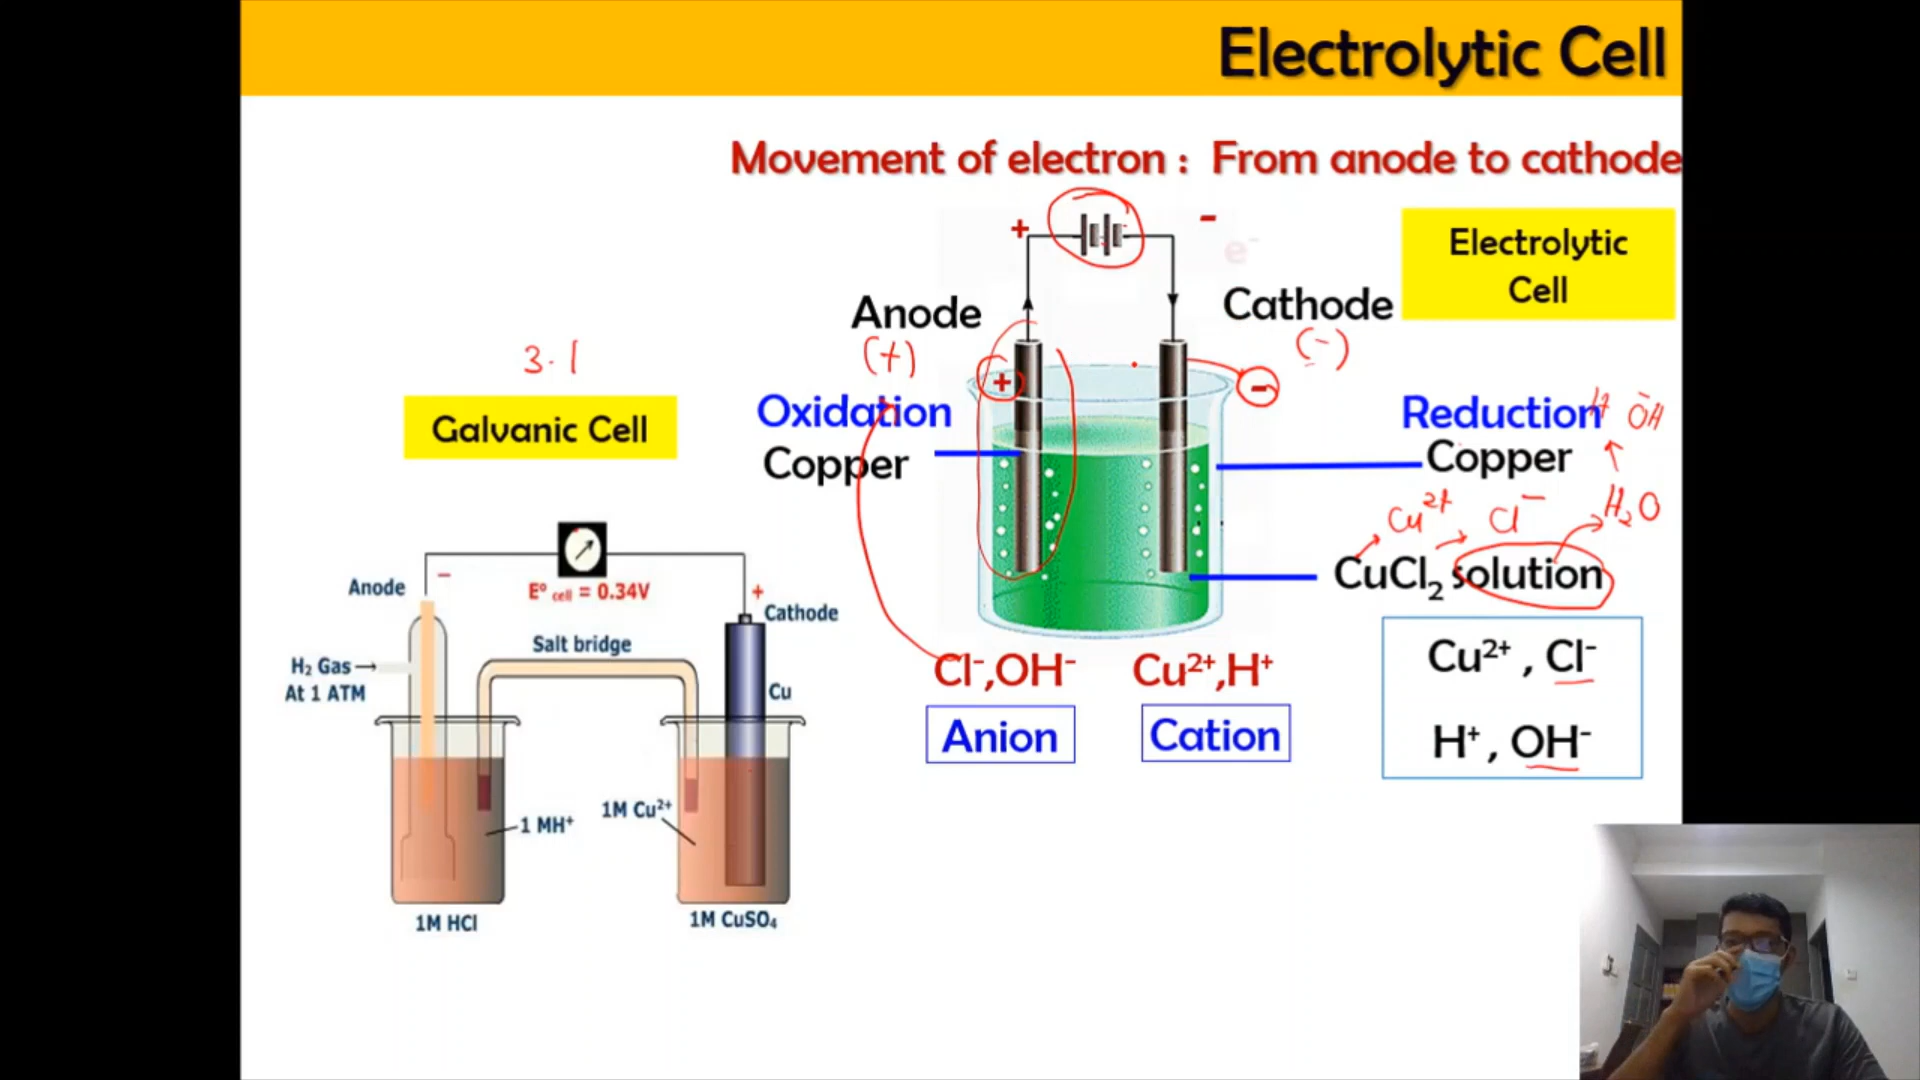 Electrolytic Cell
Movement of electron : From anode to cathode
+
-
e⁻
Electrolytic
Cell
Anode
Cathode
(+)
(-)
+
-
3.1
Galvanic Cell
Oxidation
Copper
Reduction
H OH⁻
Copper
Cu²⁺ Cl⁻ H₂O
CuCl₂ solution
Cu²⁺ , Cl⁻
H⁺ , OH⁻
Cl⁻,OH⁻
Cu²⁺,H⁺
Anion
Cation
Anode
-
E° cell = 0.34V
+
Cathode
Salt bridge
H₂ Gas
At 1 ATM
Cu
1 MH⁺
1M Cu²⁺
1M HCl
1M CuSO₄